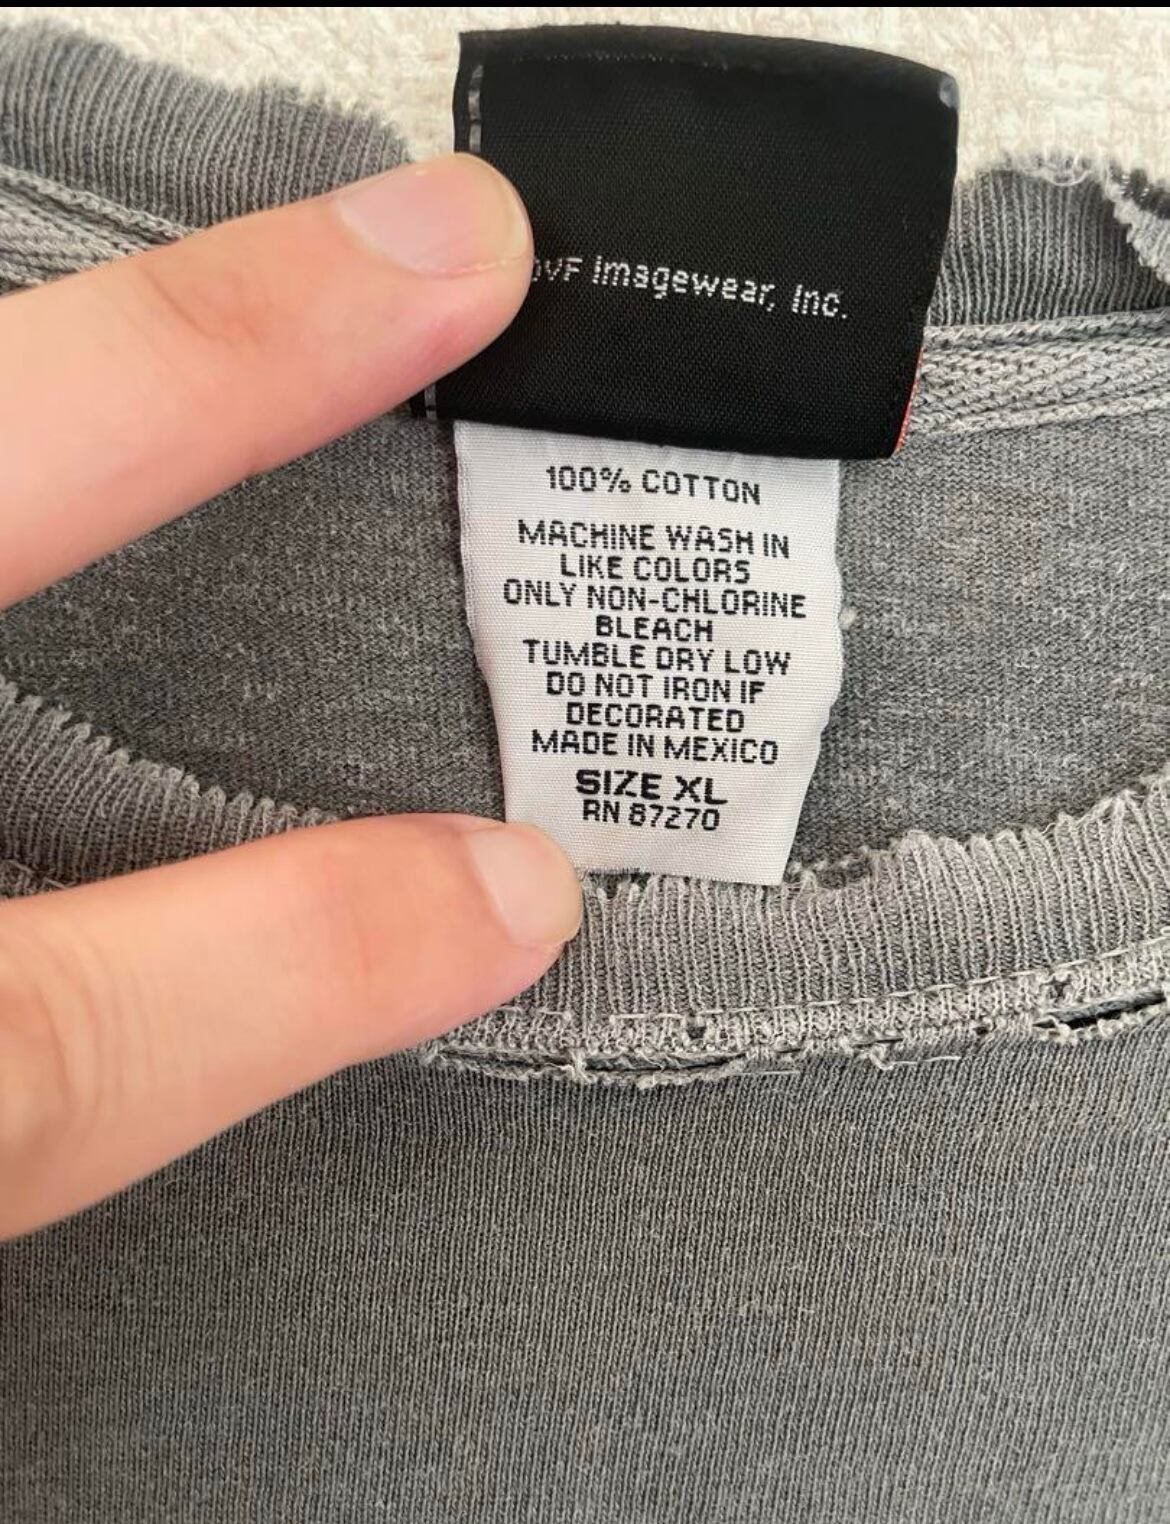 VF Imagewear, Inc.
100% COTTON
MACHINE WASH IN
LIKE COLORS
ONLY NON-CHLORINE
BLEACH
TUMBLE DRY LOW
DO NOT IRON IF
DECORATED
MADE IN MEXICO
SIZE XL
RN 87270